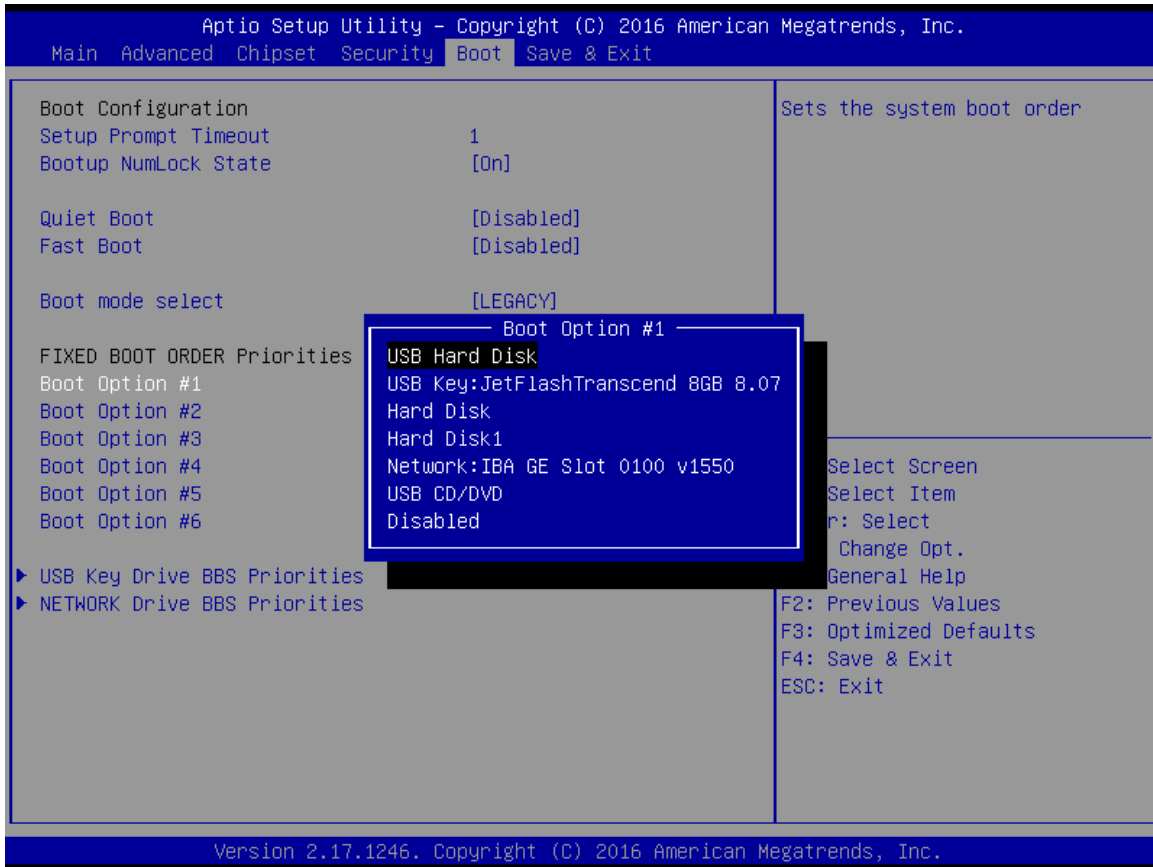 Aptio Setup Utility – Copyright (C) 2016 American Megatrends, Inc.
Main Advanced Chipset Security Boot Save & Exit
Boot Configuration
Setup Prompt Timeout 1
Bootup NumLock State [On]
Quiet Boot [Disabled]
Fast Boot [Disabled]
Boot mode select [LEGACY]
FIXED BOOT ORDER Priorities
Boot Option #1
Boot Option #2
Boot Option #3
Boot Option #4
Boot Option #5
Boot Option #6
USB Key Drive BBS Priorities
NETWORK Drive BBS Priorities
Boot Option #1
USB Hard Disk
USB Key:JetFlashTranscend 8GB 8.07
Hard Disk
Hard Disk1
Network:IBA GE Slot 0100 v1550
USB CD/DVD
Disabled
Sets the system boot order
Select Screen
Select Item
r: Select
Change Opt.
General Help
F2: Previous Values
F3: Optimized Defaults
F4: Save & Exit
ESC: Exit
Version 2.17.1246. Copyright (C) 2016 American Megatrends, Inc.